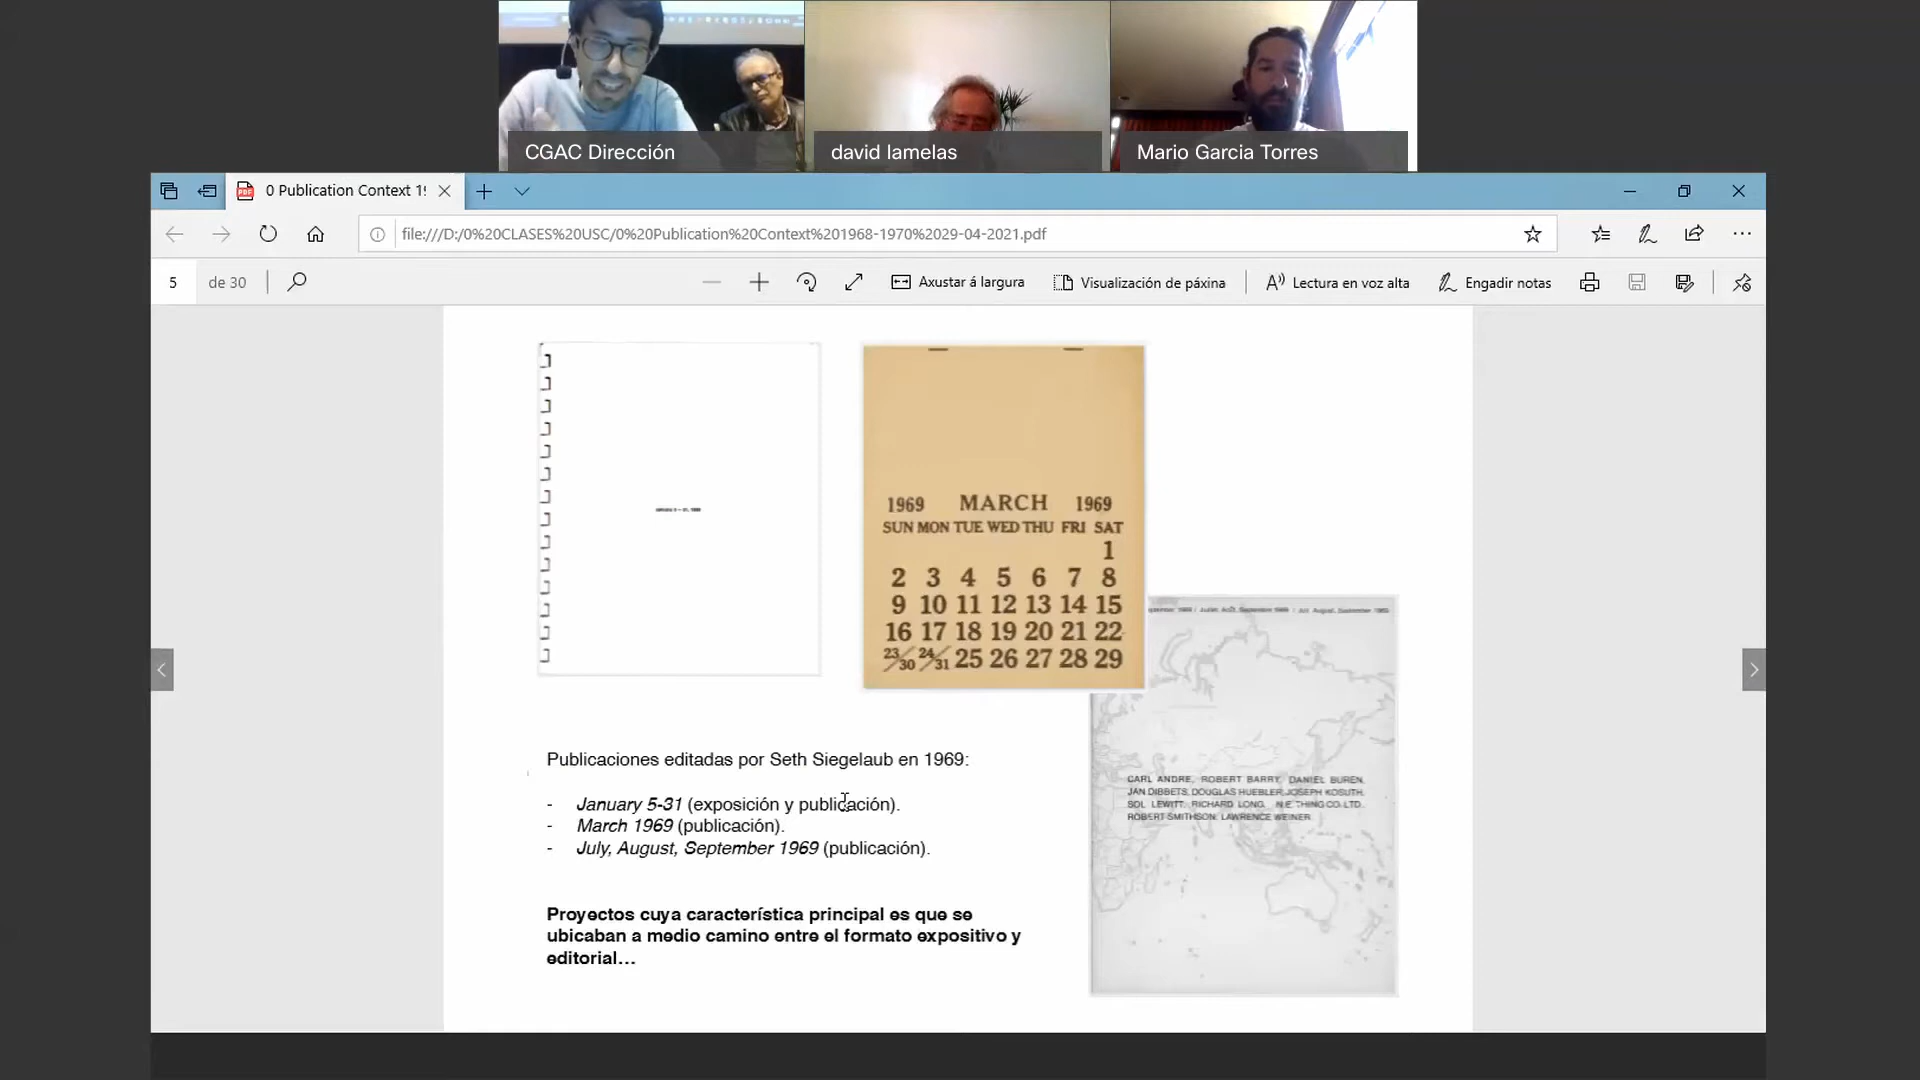 CGAC Dirección
david lamelas
Mario Garcia Torres
0 Publication Context 1
file:///D:/0%20CLASES%20USC/0%20Publication%20Context%201968-1970%2029-04-2021.pdf
5 de 30
Axustar á largura
Visualización de páxina
Lectura en voz alta
Engadir notas
1969 MARCH 1969
SUN MON TUE WED THU FRI SAT
1
2 3 4 5 6 7 8
9 10 11 12 13 14 15
16 17 18 19 20 21 22
23/30 24/31 25 26 27 28 29
CARL ANDRE, ROBERT BARRY, DANIEL BUREN,
JAN DIBBETS, DOUGLAS HUEBLER, JOSEPH KOSUTH,
SOL LEWITT, RICHARD LONG, N.E. THING CO. LTD.,
ROBERT SMITHSON, LAWRENCE WEINER.
Publicaciones editadas por Seth Siegelaub en 1969:
- January 5-31 (exposición y publicación).
- March 1969 (publicación).
- July, August, September 1969 (publicación).
Proyectos cuya característica principal es que se
ubicaban a medio camino entre el formato expositivo y
editorial…